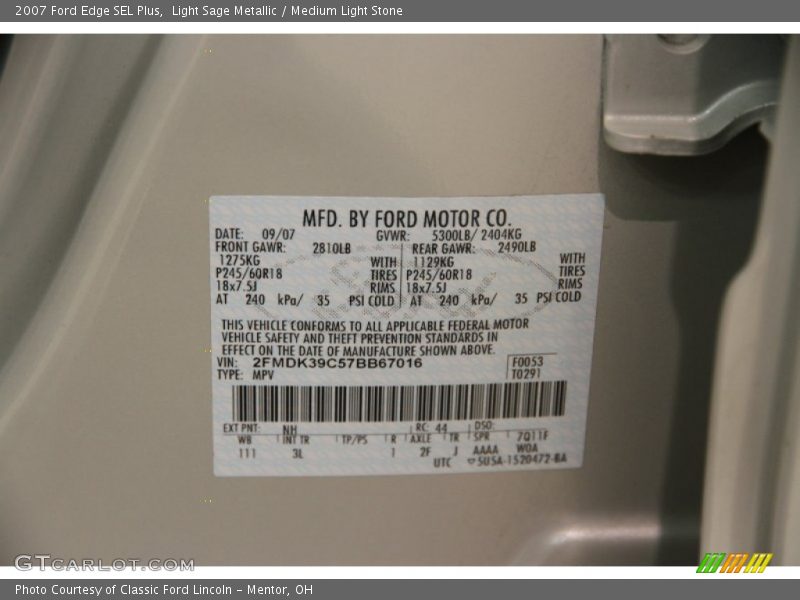 2007 Ford Edge SEL Plus,  Light Sage Metallic / Medium Light Stone
MFD. BY FORD MOTOR CO.
DATE: 09/07 GVWR: 5300LB/ 2404KG
FRONT GAWR: 2810LB REAR GAWR: 2490LB
1275KG WITH 1129KG WITH
P245/60R18 TIRES P245/60R18 TIRES
18x7.5J RIMS 18x7.5J RIMS
AT 240 kPa/ 35 PSI COLD AT 240 kPa/ 35 PSI COLD
THIS VEHICLE CONFORMS TO ALL APPLICABLE FEDERAL MOTOR
VEHICLE SAFETY AND THEFT PREVENTION STANDARDS IN
EFFECT ON THE DATE OF MANUFACTURE SHOWN ABOVE.
VIN: 2FMDK39C57BB67016 F0053
TYPE: MPV T0291
EXT PNT: NH RC: 44 DSO:
WB INT TR TP/PS R AXLE TR SPR 7Q11F
111 3L 1 2F J AAAA WOA
UTC 5U5A-1520472-BA
GTCARLOT.COM
Photo Courtesy of Classic Ford Lincoln - Mentor, OH